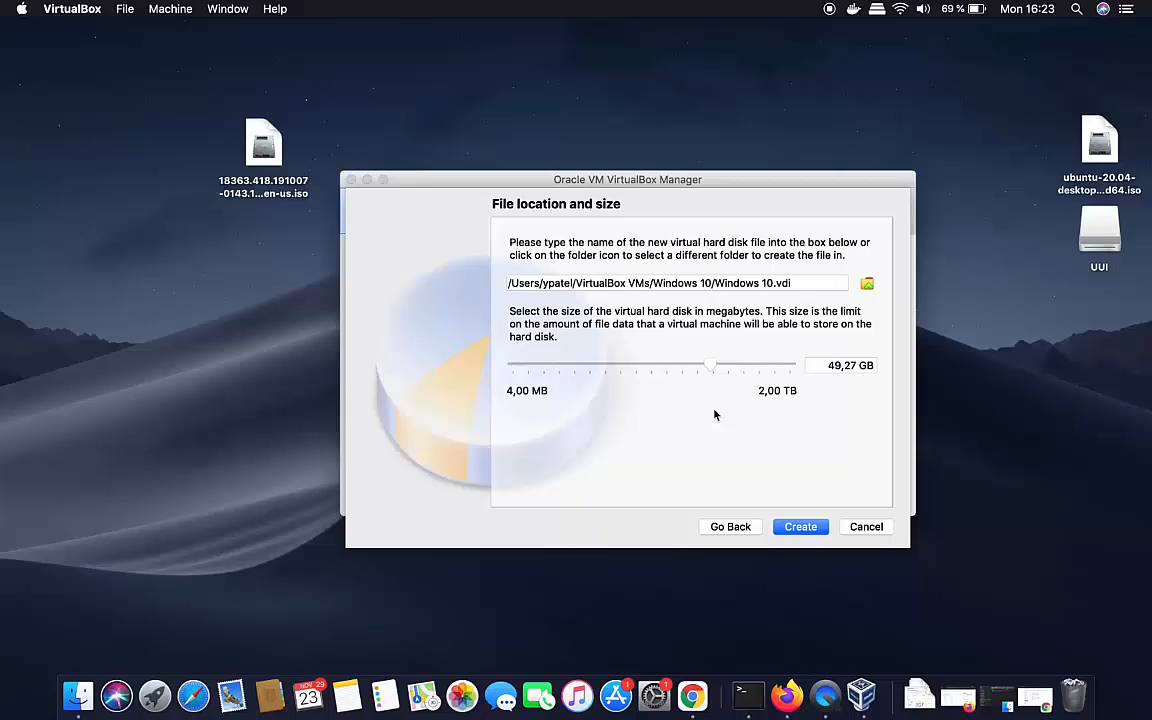 VirtualBox File Machine Window Help 69 % Mon 16:23
18363.418.191007
-0143.1...en-us.iso
ubuntu-20.04-
desktop...d64.iso
UUI
Oracle VM VirtualBox Manager
File location and size
Please type the name of the new virtual hard disk file into the box below or
click on the folder icon to select a different folder to create the file in.
/Users/ypatel/VirtualBox VMs/Windows 10/Windows 10.vdi
Select the size of the virtual hard disk in megabytes. This size is the limit
on the amount of file data that a virtual machine will be able to store on the
hard disk.
49,27 GB
4,00 MB 2,00 TB
Go Back Create Cancel
NOV 29
23
1
1
>_